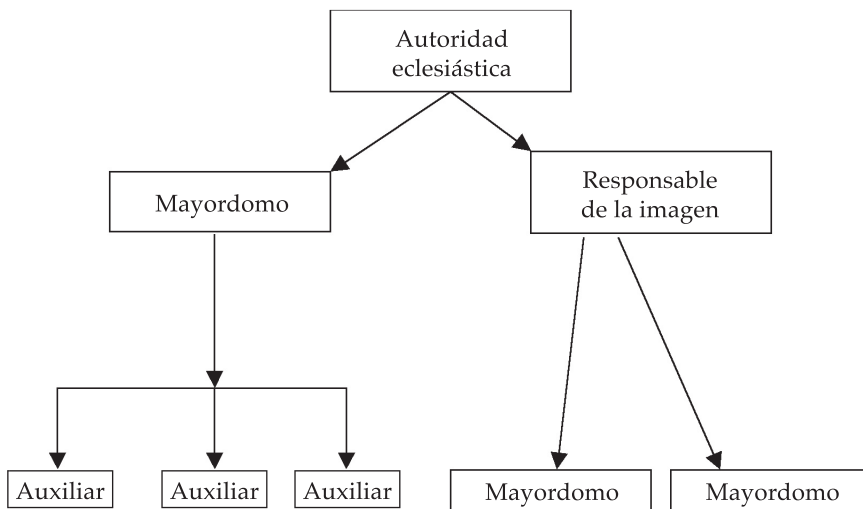 Autoridad
eclesiástica
Mayordomo
Responsable
de la imagen
Auxiliar
Auxiliar
Auxiliar
Mayordomo
Mayordomo